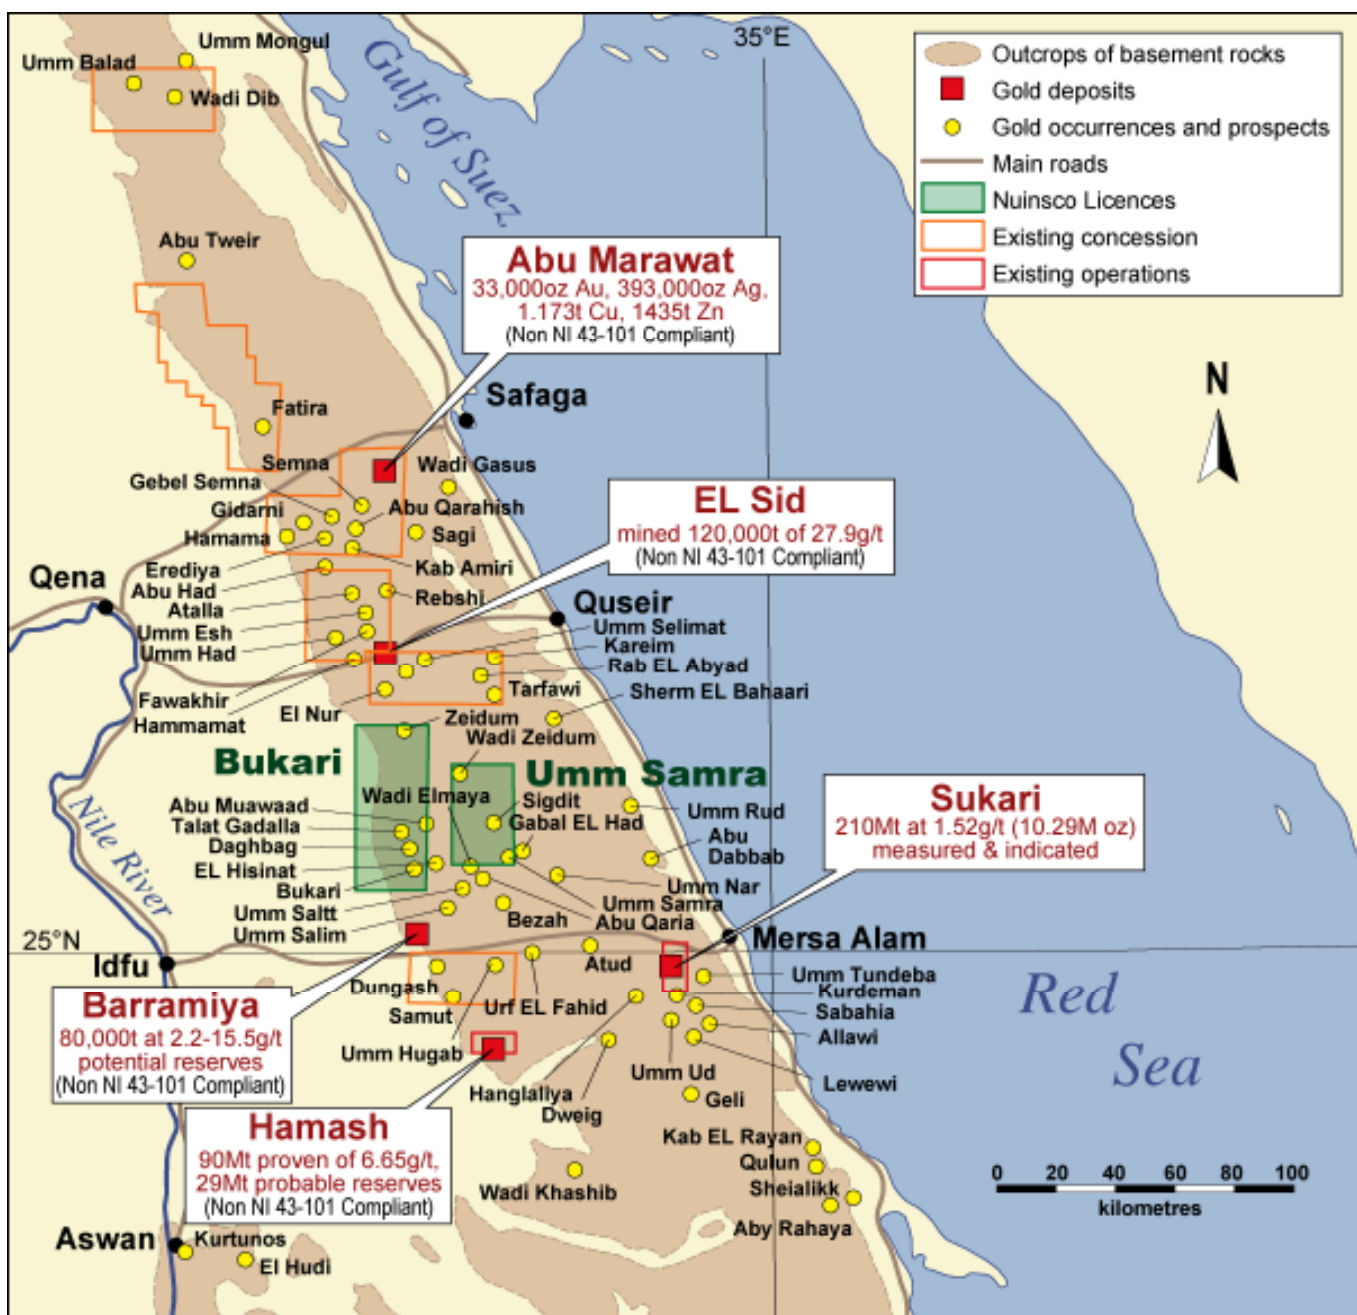 Umm Mongul
Umm Balad
Wadi Dib
Gulf of Suez
35°E
Outcrops of basement rocks
Gold deposits
Gold occurrences and prospects
Main roads
Nuinsco Licences
Existing concession
Existing operations
Abu Tweir
Abu Marawat
33,000oz Au, 393,000oz Ag,
1.173t Cu, 1435t Zn
(Non NI 43-101 Compliant)
N
Safaga
Fatira
Semna
Wadi Gasus
Gebel Semna
Abu Qarahish
Gidarni
Hamama
Sagi
EL Sid
mined 120,000t of 27.9g/t
(Non NI 43-101 Compliant)
Erediya
Kab Amiri
Qena
Abu Had
Rebshi
Atalla
Quseir
Umm Esh
Umm Selimat
Umm Had
Kareim
Rab EL Abyad
Fawakhir
Tarfawi
Sherm EL Bahaari
Hammamat
El Nur
Zeidum
Wadi Zeidum
Bukari
Umm Samra
Wadi Elmaya
Abu Muawaad
Sigdit
Umm Rud
Talat Gadalla
Gabal EL Had
Daghbag
Abu
Dabbab
EL Hisinat
Bukari
Umm Nar
Umm Saltt
Umm Samra
Umm Salim
Bezah
Abu Qaria
Sukari
210Mt at 1.52g/t (10.29M oz)
measured & indicated
Nile River
25°N
Mersa Alam
Idfu
Atud
Umm Tundeba
Dungash
Kurdeman
Samut
Urf EL Fahid
Sabahia
Allawi
Red
Sea
Barramiya
80,000t at 2.2-15.5g/t
potential reserves
(Non NI 43-101 Compliant)
Umm Hugab
Umm Ud
Lewewi
Hanglaliya
Dweig
Geli
Hamash
90Mt proven of 6.65g/t,
29Mt probable reserves
(Non NI 43-101 Compliant)
Kab EL Rayan
Qulun
Wadi Khashib
Sheialikk
Aby Rahaya
0 20 40 60 80 100
kilometres
Aswan
Kurtunos
El Hudi